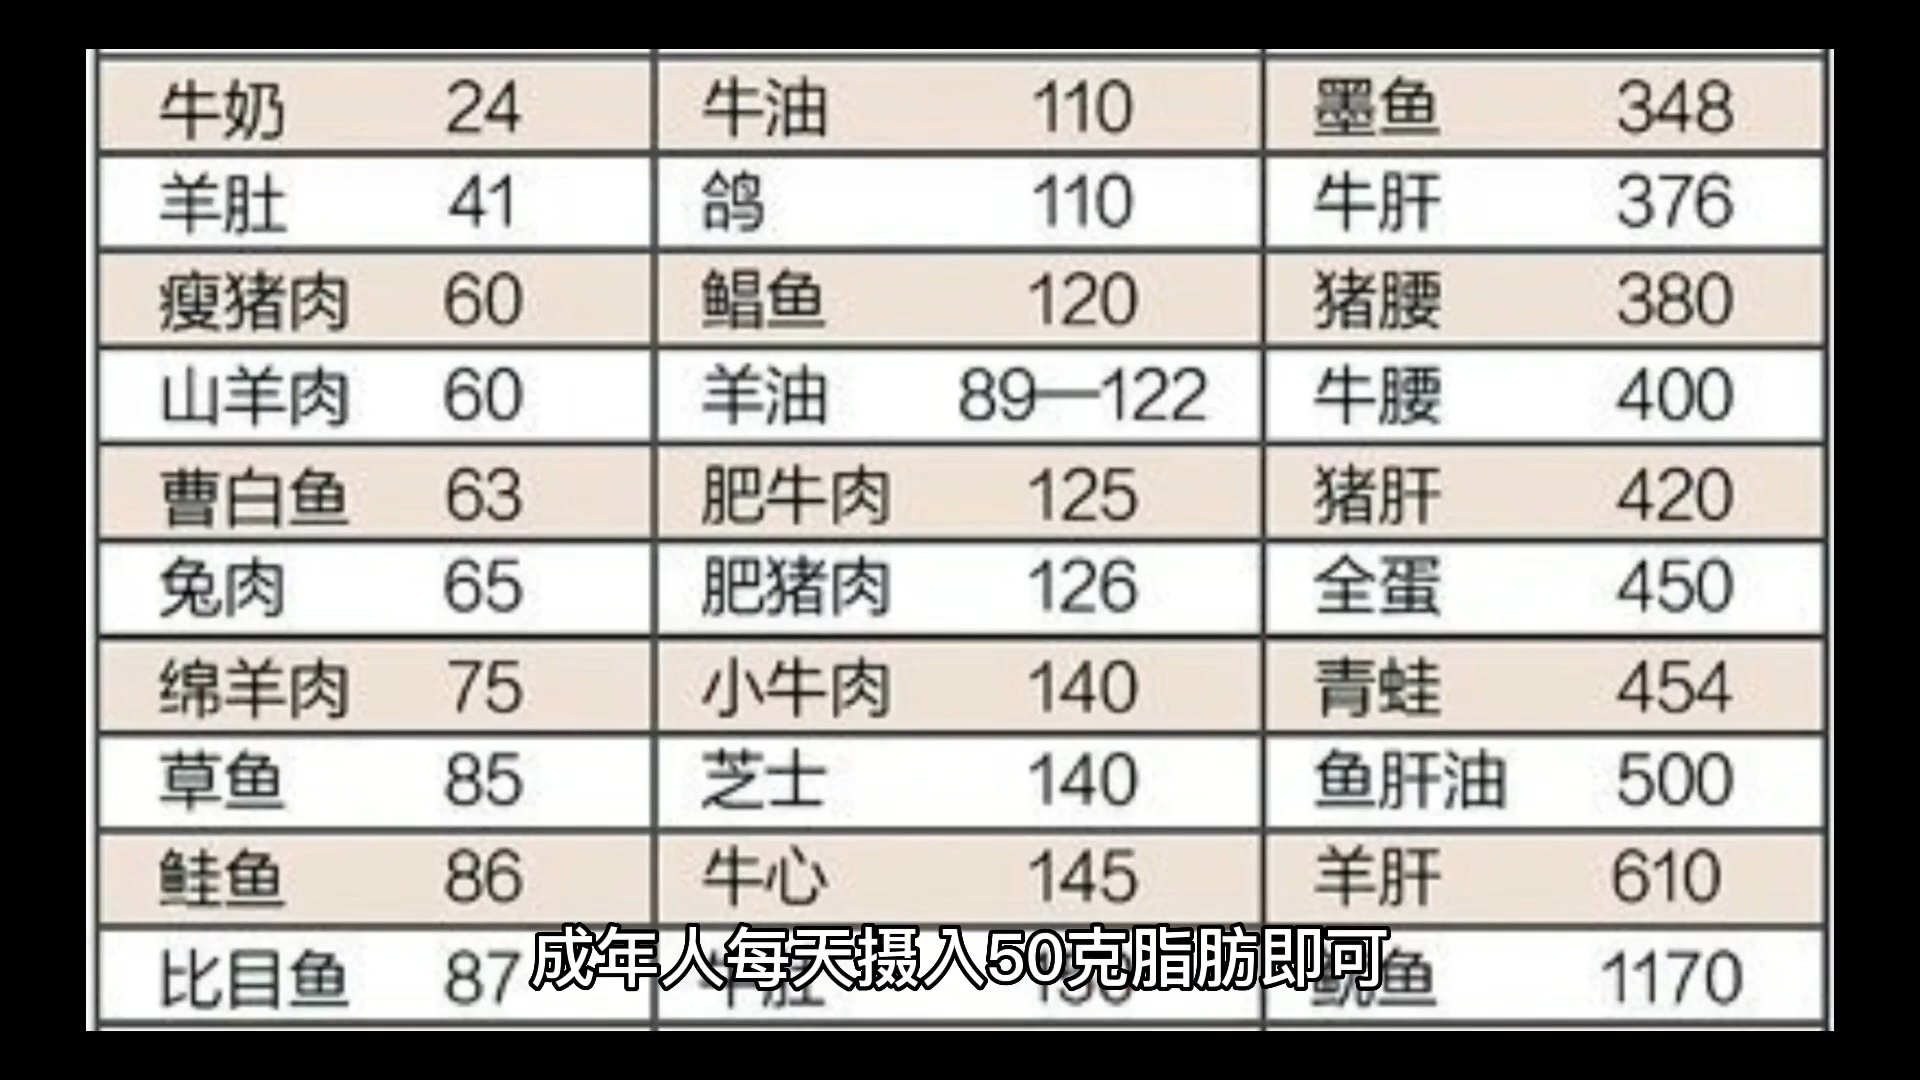 牛奶 24 牛油 110 墨鱼 348
羊肚 41 鸽 110 牛肝 376
瘦猪肉 60 鲳鱼 120 猪腰 380
山羊肉 60 羊油 89—122 牛腰 400
曹白鱼 63 肥牛肉 125 猪肝 420
兔肉 65 肥猪肉 126 全蛋 450
绵羊肉 75 小牛肉 140 青蛙 454
草鱼 85 芝士 140 鱼肝油 500
鲑鱼 86 牛心 145 羊肝 610
比目鱼 87 牛肚 150 鱿鱼 1170
成年人每天摄入50克脂肪即可